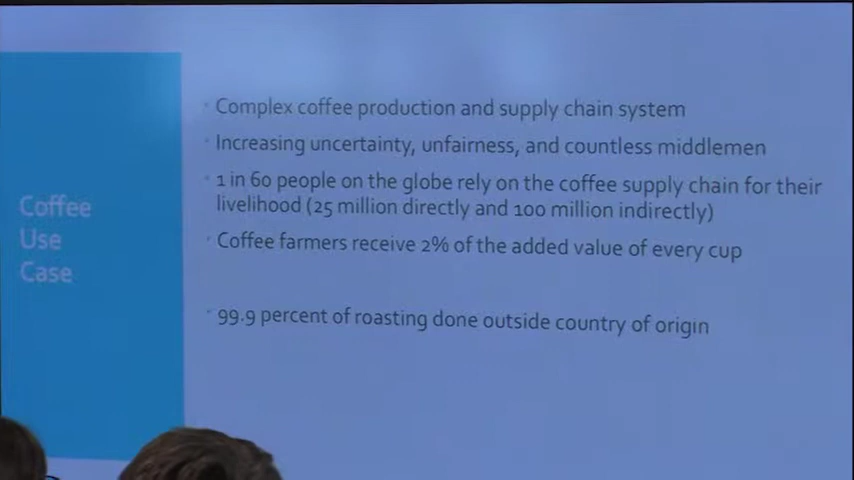 Coffee
Use
Case
Complex coffee production and supply chain system
Increasing uncertainty, unfairness, and countless middlemen
1 in 60 people on the globe rely on the coffee supply chain for their
livelihood (25 million directly and 100 million indirectly)
Coffee farmers receive 2% of the added value of every cup
99.9 percent of roasting done outside country of origin